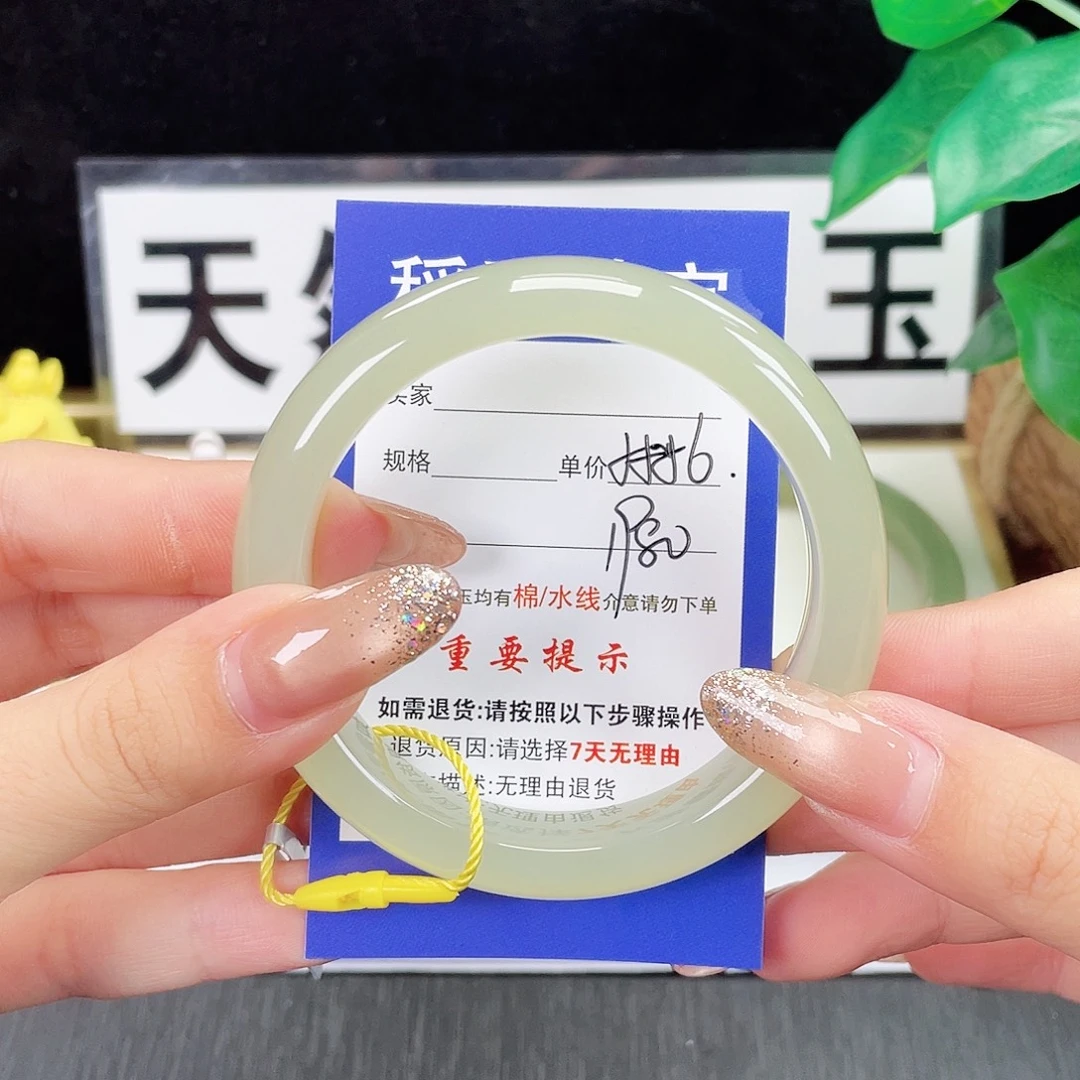 天
玉
卖家
规格 单价 6.
玉均有棉/水线介意请勿下单
重要提示
如需退货:请按照以下步骤操作
退货原因:请选择7天无理由
描述:无理由退货